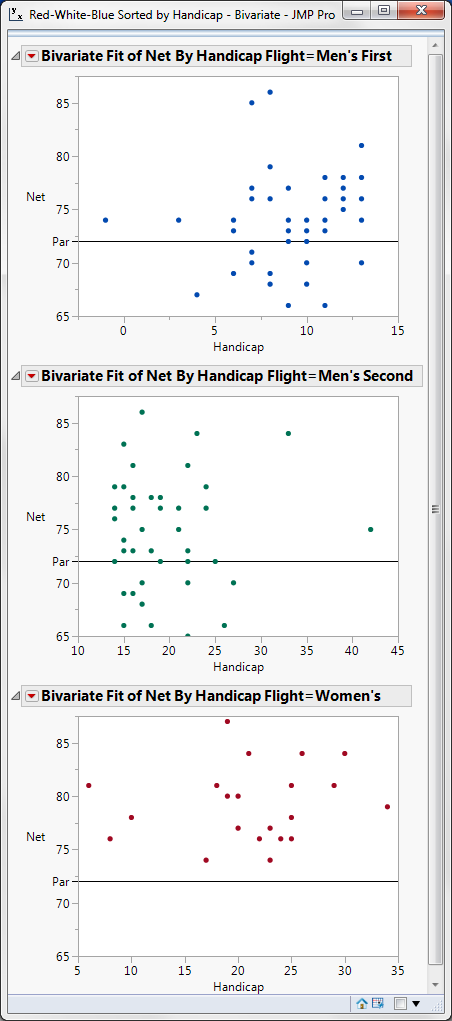 Red-White-Blue Sorted by Handicap - Bivariate - JMP Pro
Bivariate Fit of Net By Handicap Flight=Men's First
85
80
Net
75
Par
70
65
0 5 10 15
Handicap
Bivariate Fit of Net By Handicap Flight=Men's Second
85
80
Net
75
Par
70
65
10 15 20 25 30 35 40 45
Handicap
Bivariate Fit of Net By Handicap Flight=Women's
85
80
Net
75
Par
70
65
5 10 15 20 25 30 35
Handicap